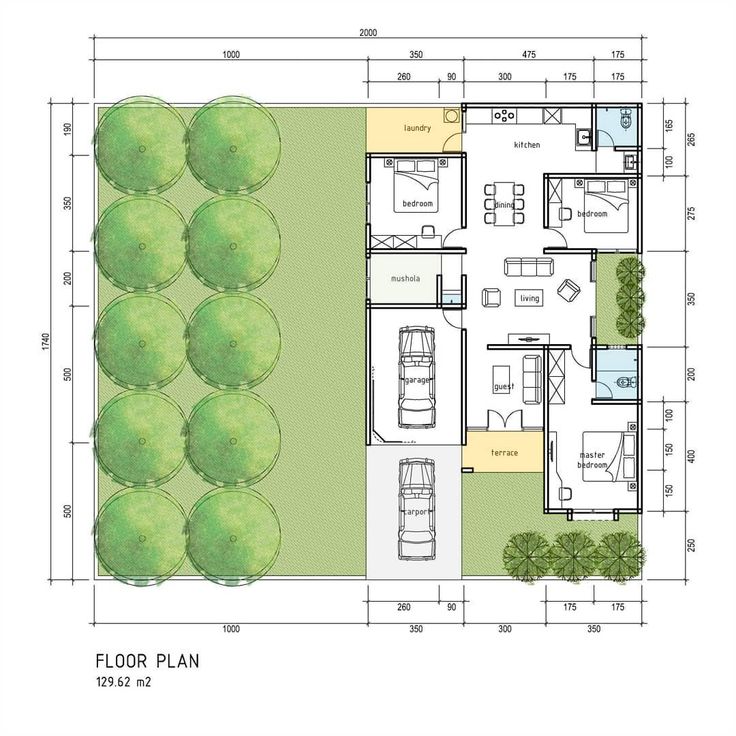 2000
1000 350 475 175
260 90 300 175 175
190
350
200
1740
500
500
165
265
100
275
350
200
100
150
400
150
250
laundry
kitchen
bedroom
dining
bedroom
mushola
living
garage
guest
terrace
master
bedroom
carport
260 90 300 175 175
1000 350 350
FLOOR PLAN
129.62 m2